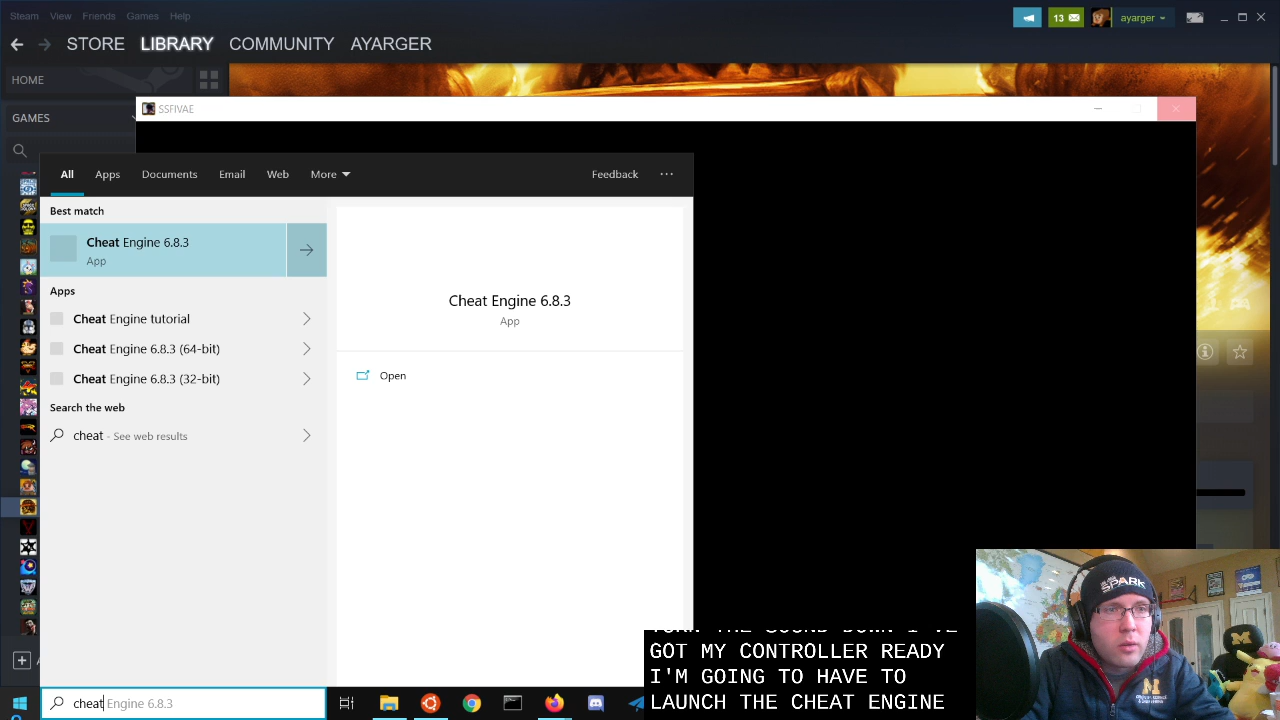 Steam View Friends Games Help
13
ayarger
STORE LIBRARY COMMUNITY AYARGER
HOME
SSFIVAE
GAMES
All Apps Documents Email Web More Feedback
Best match
Cheat Engine 6.8.3
App
Apps
Cheat Engine tutorial
Cheat Engine 6.8.3 (64-bit)
Cheat Engine 6.8.3 (32-bit)
Search the web
cheat - See web results
Cheat Engine 6.8.3
App
Open
SPARK
M
GOT MY CONTROLLER READY
I'M GOING TO HAVE TO
LAUNCH THE CHEAT ENGINE
cheat Engine 6.8.3